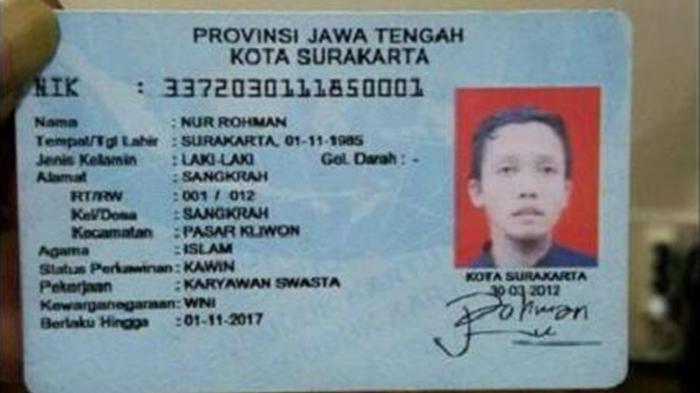 PROVINSI JAWA TENGAH
KOTA SURAKARTA
NIK : 3372030111850001
Nama : NUR ROHMAN
Tempat/Tgl Lahir : SURAKARTA, 01-11-1985
Jenis Kelamin : LAKI-LAKI Gol. Darah : -
Alamat : SANGKRAH
RT/RW : 001 / 012
Kel/Desa : SANGKRAH
Kecamatan : PASAR KLIWON
Agama : ISLAM
Status Perkawinan : KAWIN
Pekerjaan : KARYAWAN SWASTA
Kewarganegaraan : WNI
Berlaku Hingga : 01-11-2017
KOTA SURAKARTA
30-03-2012